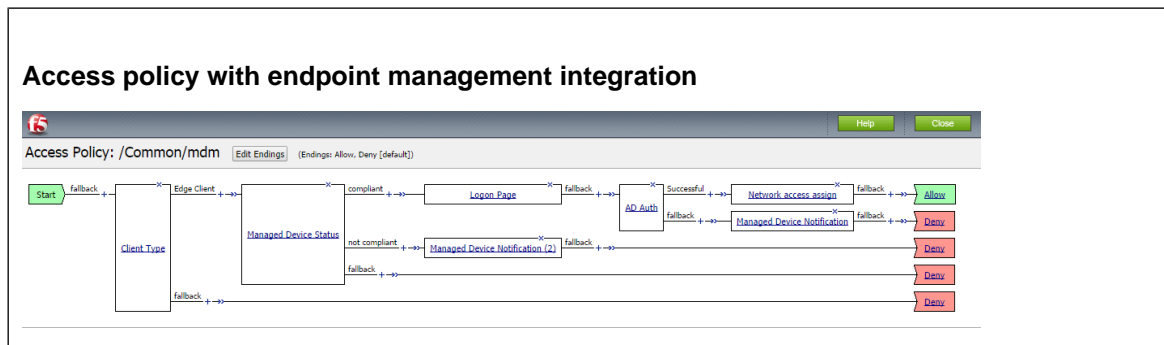 Access policy with endpoint management integration
f5
Help
Close
Access Policy: /Common/mdm
Edit Endings
(Endings: Allow, Deny [default])
Start
fallback
Client Type
Edge Client
Managed Device Status
compliant
Logon Page
fallback
AD Auth
Successful
Network access assign
fallback
Allow
fallback
Managed Device Notification
fallback
Deny
not compliant
Managed Device Notification (2)
fallback
Deny
fallback
Deny
fallback
Deny